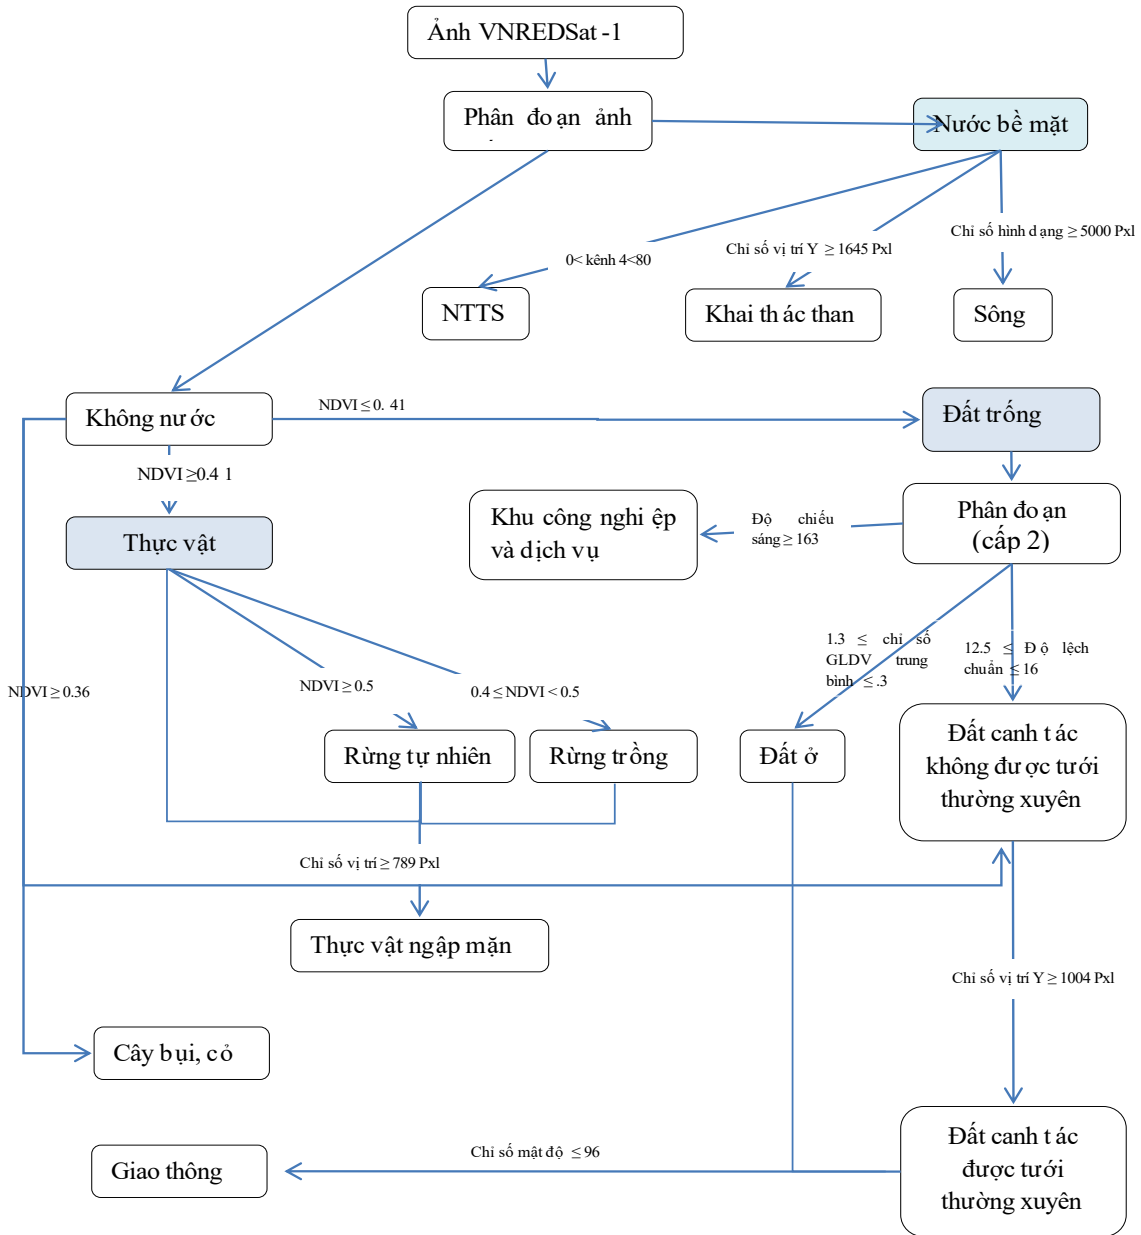 Ảnh VNREDSat -1
Phân đoạn ảnh
Nước bề mặt
Chỉ số hình dạng ≥ 5000 Pxl
Chỉ số vị trí Y ≥ 1645 Pxl
0< kênh 4<80
NTTS
Khai thác than
Sông
NDVI ≤ 0. 41
Không nước
Đất trống
NDVI ≥0.4 1
Khu công nghiệp
và dịch vụ
Độ chiếu
sáng ≥ 163
Phân đoạn
(cấp 2)
Thực vật
1.3 ≤ chỉ số
GLDV trung
bình ≤ .3
12.5 ≤ Độ lệch
chuẩn ≤ 16
NDVI ≥ 0.36
NDVI ≥ 0.5
0.4 ≤ NDVI < 0.5
Rừng tự nhiên
Rừng trồng
Đất ở
Đất canh tác
không được tưới
thường xuyên
Chỉ số vị trí ≥ 789 Pxl
Thực vật ngập mặn
Chỉ số vị trí Y ≥ 1004 Pxl
Cây bụi, cỏ
Chỉ số mật độ ≤ 96
Giao thông
Đất canh tác
được tưới
thường xuyên